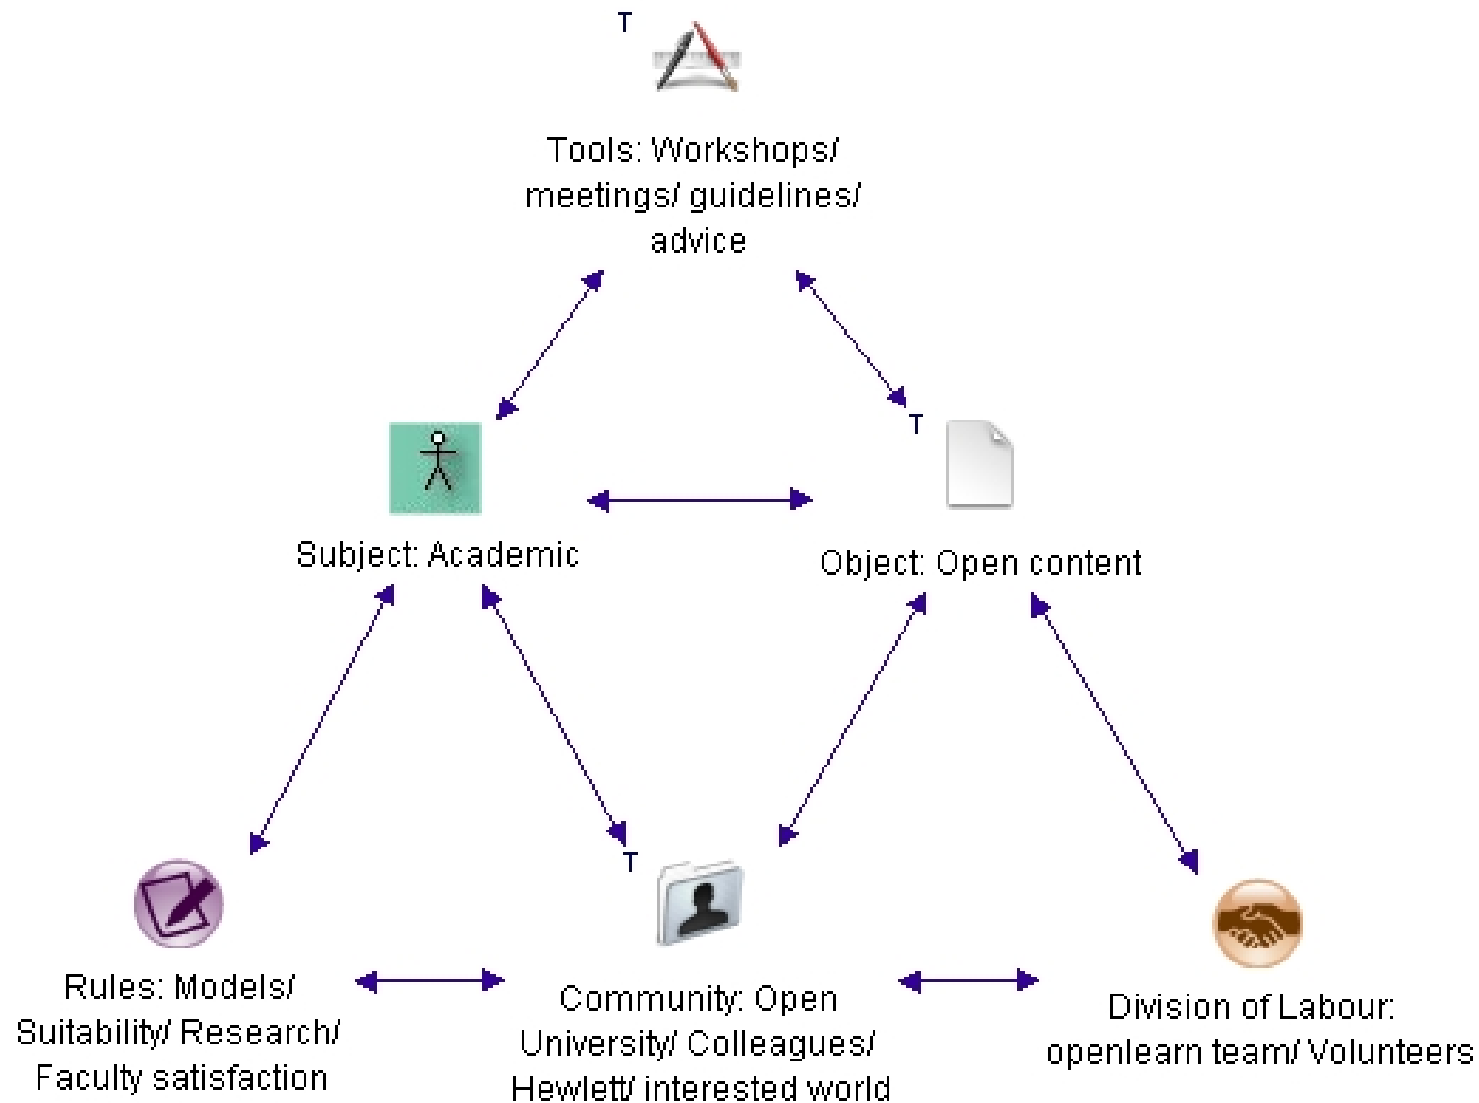 T
Tools: Workshops/
meetings/ guidelines/
advice
T
Subject: Academic
Object: Open content
T
Rules: Models/
Suitability/ Research/
Faculty satisfaction
Community: Open
University/ Colleagues/
Hewlett/ interested world
Division of Labour:
openlearn team/ Volunteers